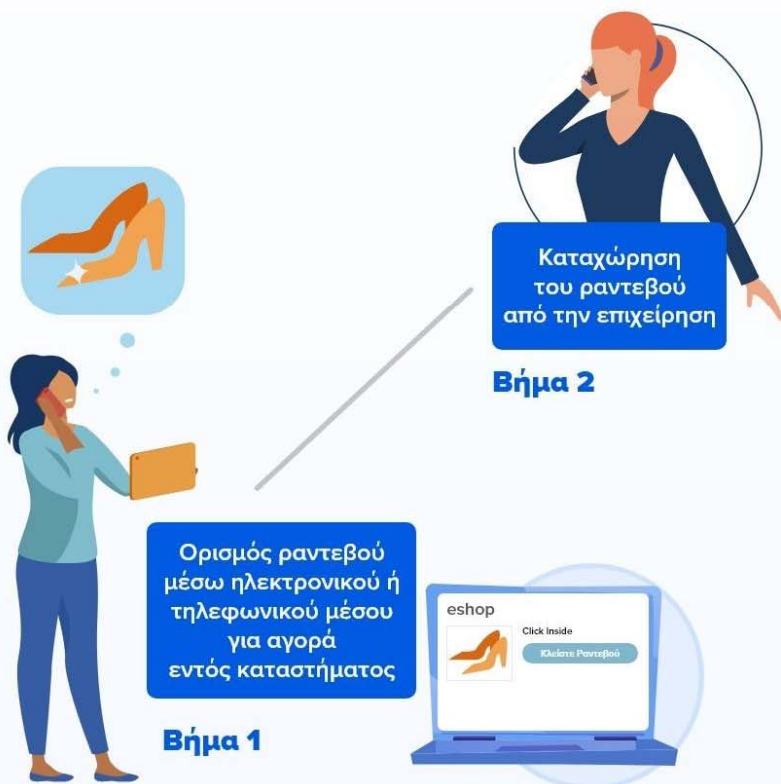 Καταχώρηση
του ραντεβού
από την επιχείρηση
Βήμα 2
Ορισμός ραντεβού
μέσω ηλεκτρονικού ή
τηλεφωνικού μέσου
για αγορά
εντός καταστήματος
Βήμα 1
eshop
Click Inside
Κλείστε Ραντεβού